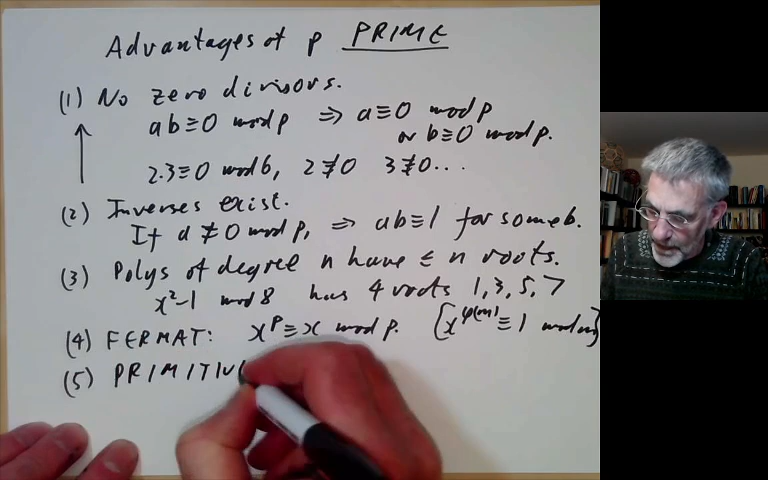 Advantages of p PRIME
(1) No zero divisors.
ab≡0 mod p ⇒ a≡0 mod p
or b≡0 mod p.
2.3≡0 mod 6, 2≢0 3≢0...
(2) Inverses exist.
If a≢0 mod p, ⇒ ab≡1 for some b.
(3) Polys of degree n have ≤ n roots.
x²-1 mod 8 has 4 roots 1, 3, 5, 7
(4) FERMAT: x^p≡x mod p. [x^φ(m)≡1 mod m]
(5) PRIMITIV